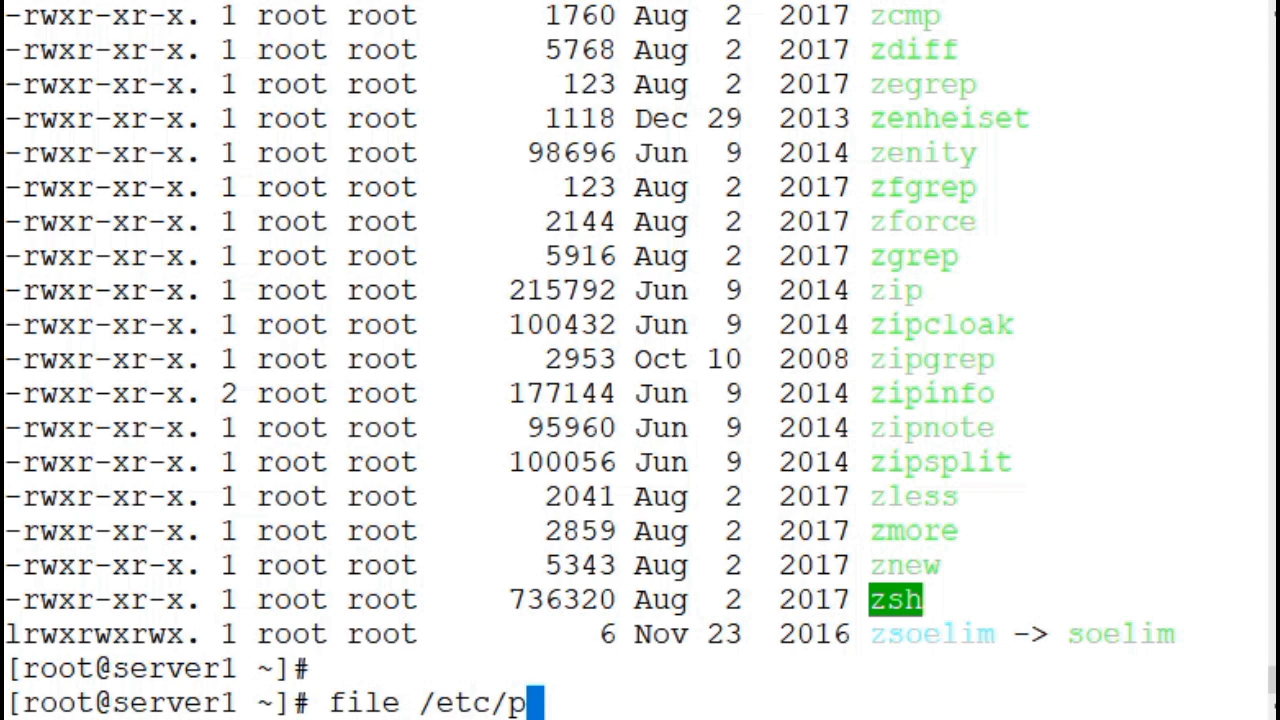 -rwxr-xr-x. 1 root root 1760 Aug 2 2017 zcmp
-rwxr-xr-x. 1 root root 5768 Aug 2 2017 zdiff
-rwxr-xr-x. 1 root root 123 Aug 2 2017 zegrep
-rwxr-xr-x. 1 root root 1118 Dec 29 2013 zenheiset
-rwxr-xr-x. 1 root root 98696 Jun 9 2014 zenity
-rwxr-xr-x. 1 root root 123 Aug 2 2017 zfgrep
-rwxr-xr-x. 1 root root 2144 Aug 2 2017 zforce
-rwxr-xr-x. 1 root root 5916 Aug 2 2017 zgrep
-rwxr-xr-x. 1 root root 215792 Jun 9 2014 zip
-rwxr-xr-x. 1 root root 100432 Jun 9 2014 zipcloak
-rwxr-xr-x. 1 root root 2953 Oct 10 2008 zipgrep
-rwxr-xr-x. 2 root root 177144 Jun 9 2014 zipinfo
-rwxr-xr-x. 1 root root 95960 Jun 9 2014 zipnote
-rwxr-xr-x. 1 root root 100056 Jun 9 2014 zipsplit
-rwxr-xr-x. 1 root root 2041 Aug 2 2017 zless
-rwxr-xr-x. 1 root root 2859 Aug 2 2017 zmore
-rwxr-xr-x. 1 root root 5343 Aug 2 2017 znew
-rwxr-xr-x. 1 root root 736320 Aug 2 2017 zsh
lrwxrwxrwx. 1 root root 6 Nov 23 2016 zsoelim -> soelim
[root@server1 ~]#
[root@server1 ~]# file /etc/p